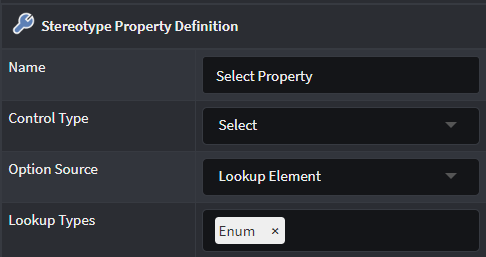 Stereotype Property Definition
Name
Select Property
Control Type
Select
Option Source
Lookup Element
Lookup Types
Enum ×